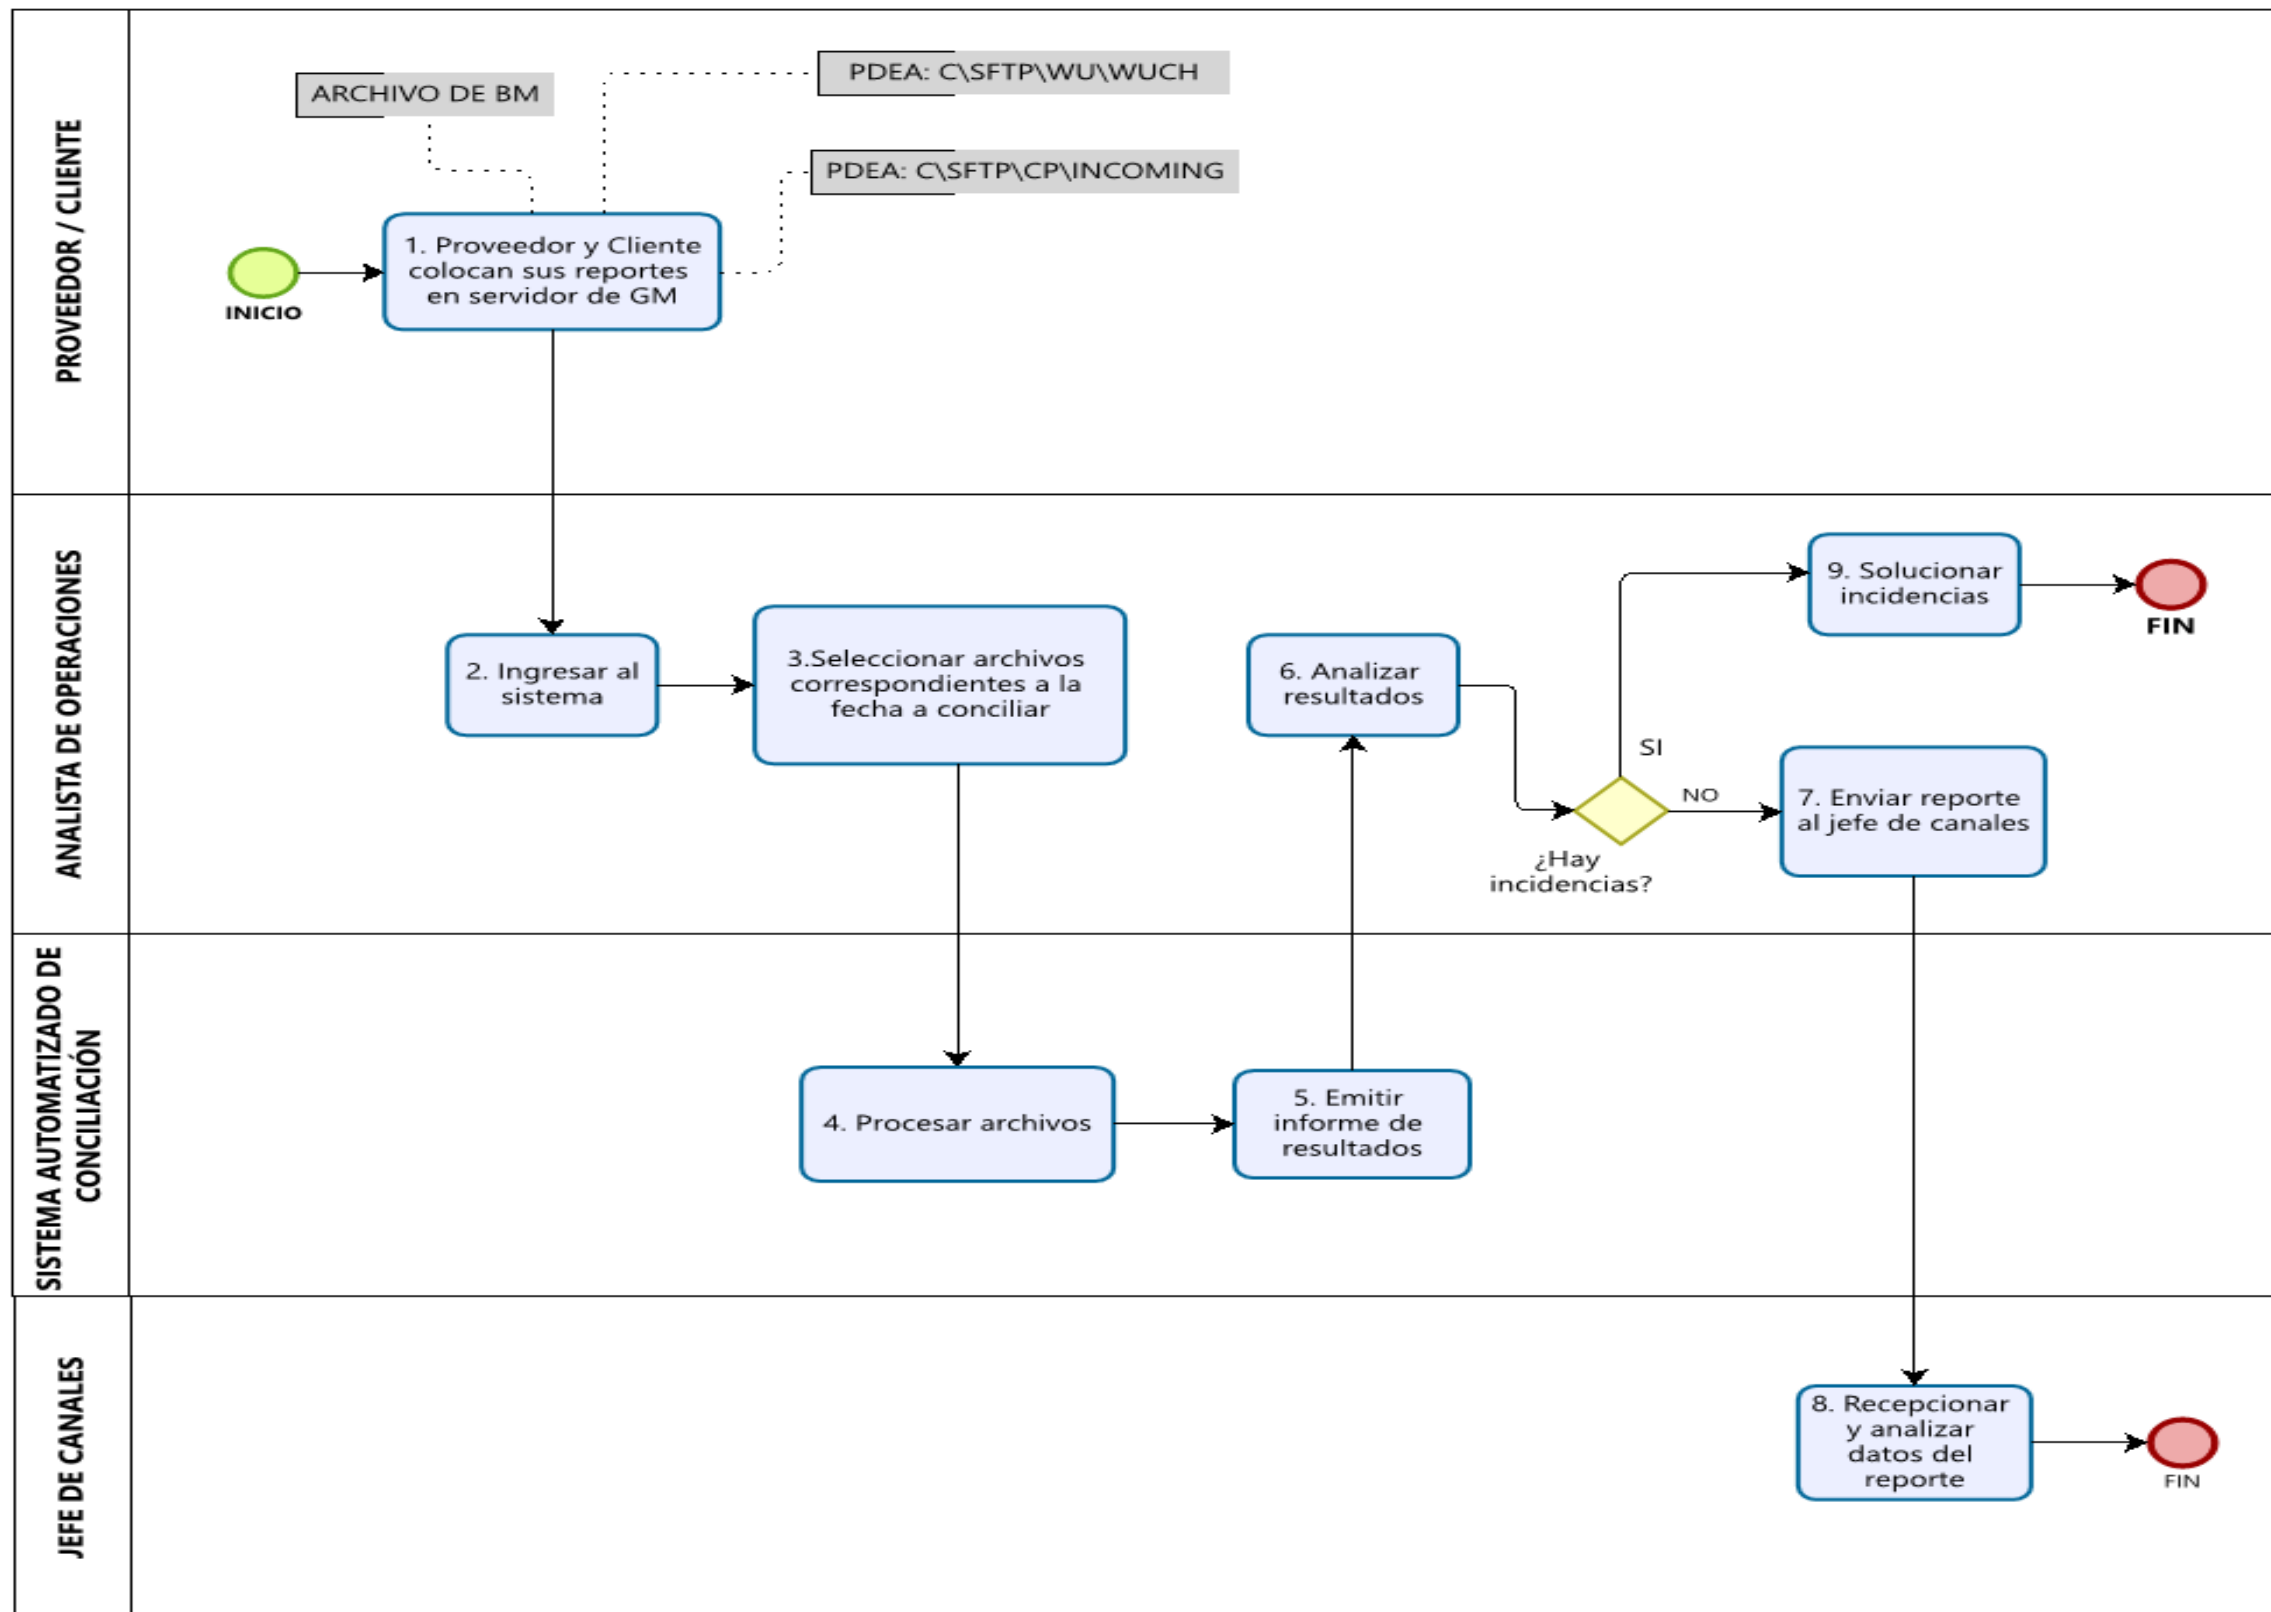 PROVEEDOR / CLIENTE
ARCHIVO DE BM
PDEA: C\SFTP\WU\WUCH
PDEA: C\SFTP\CP\INCOMING
INICIO
1. Proveedor y Cliente
colocan sus reportes
en servidor de GM
ANALISTA DE OPERACIONES
2. Ingresar al
sistema
3.Seleccionar archivos
correspondientes a la
fecha a conciliar
6. Analizar
resultados
¿Hay
incidencias?
SI
NO
9. Solucionar
incidencias
FIN
7. Enviar reporte
al jefe de canales
SISTEMA AUTOMATIZADO DE
CONCILIACIÓN
4. Procesar archivos
5. Emitir
informe de
resultados
JEFE DE CANALES
8. Recepcionar
y analizar
datos del
reporte
FIN